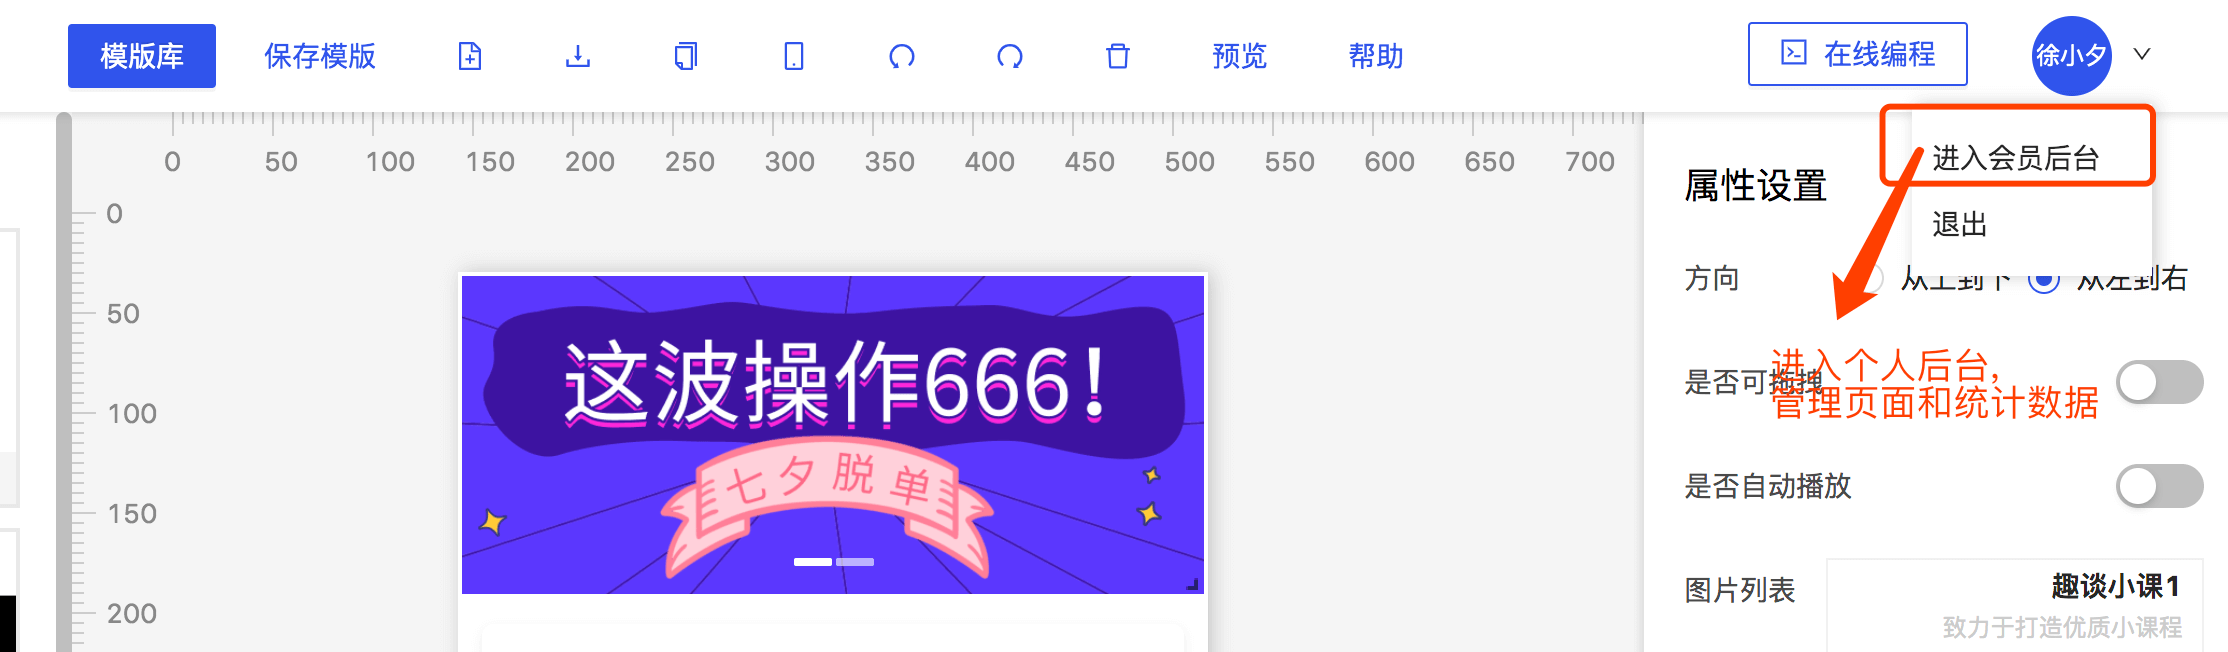 模版库 保存模版 预览 帮助 在线编程 徐小夕
0 50 100 150 200 250 300 350 400 450 500 550 600 650 700
进入会员后台
属性设置
退出
0
50
100
150
200
方向 从上到下 从左到右
是否可拖拽
进入个人后台，
管理页面和统计数据
是否自动播放
图片列表
趣谈小课1
致力于打造优质小课程
这波操作666！
七夕脱单